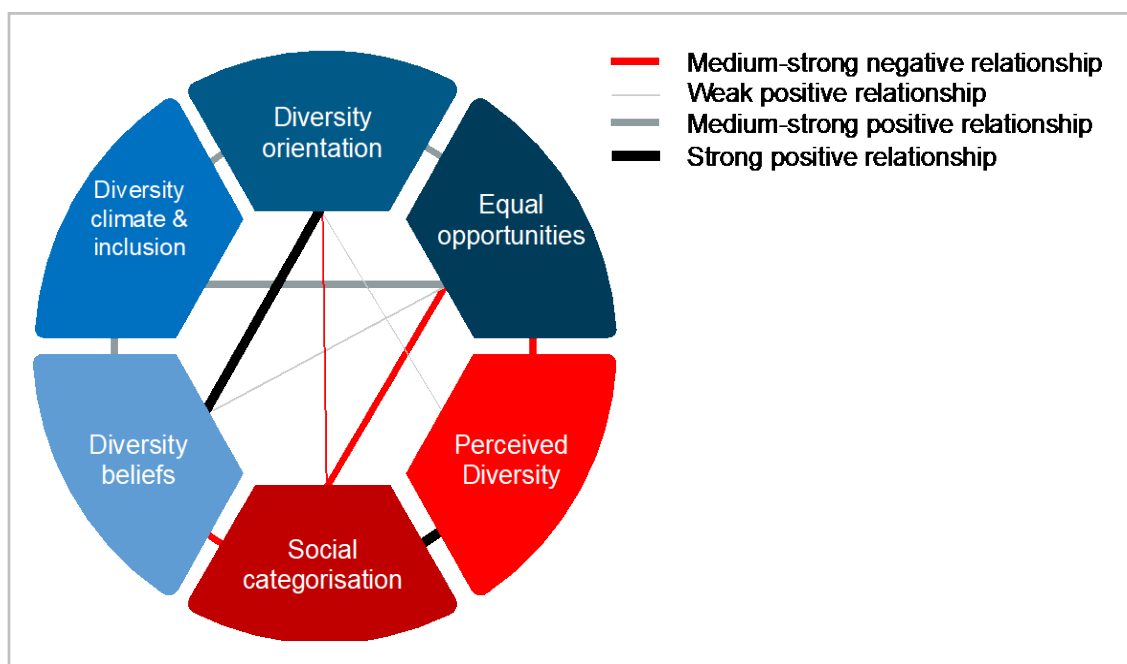 Diversity
orientation
Equal
opportunities
Perceived
Diversity
Social
categorisation
Diversity
beliefs
Diversity
climate &
inclusion
Medium-strong negative relationship
Weak positive relationship
Medium-strong positive relationship
Strong positive relationship